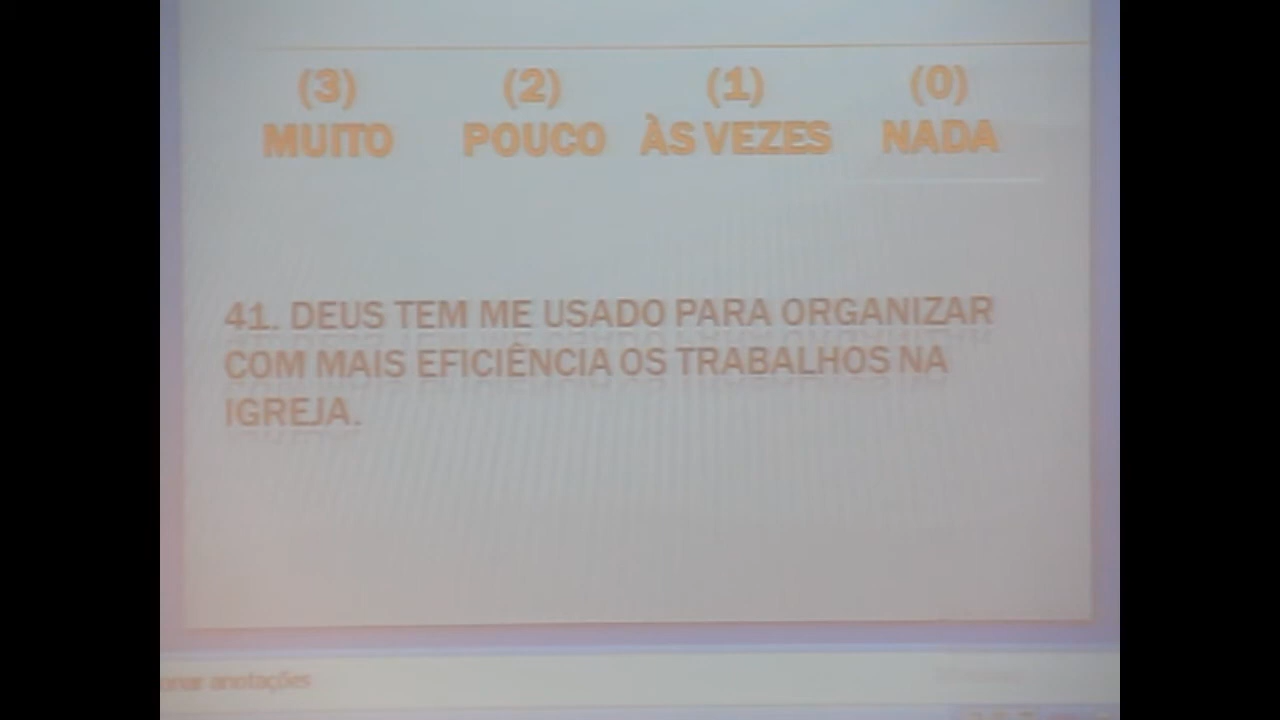 (3) (2) (1) (0)
MUITO POUCO ÀS VEZES NADA
41. DEUS TEM ME USADO PARA ORGANIZAR
COM MAIS EFICIÊNCIA OS TRABALHOS NA
IGREJA.
anotações